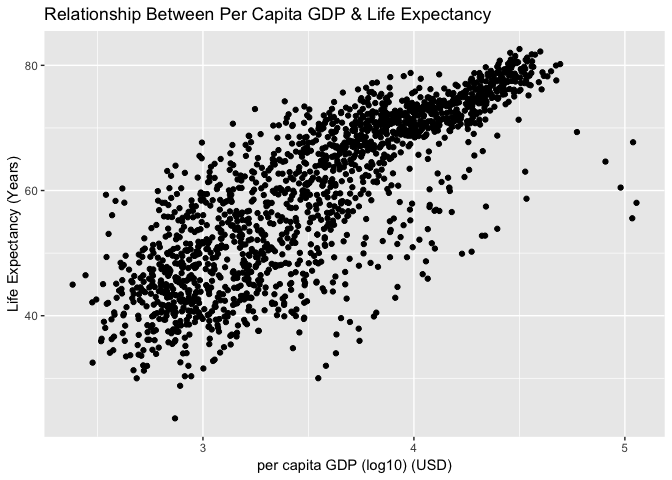 Relationship Between Per Capita GDP & Life Expectancy
80
60
40
Life Expectancy (Years)
3
4
5
per capita GDP (log10) (USD)